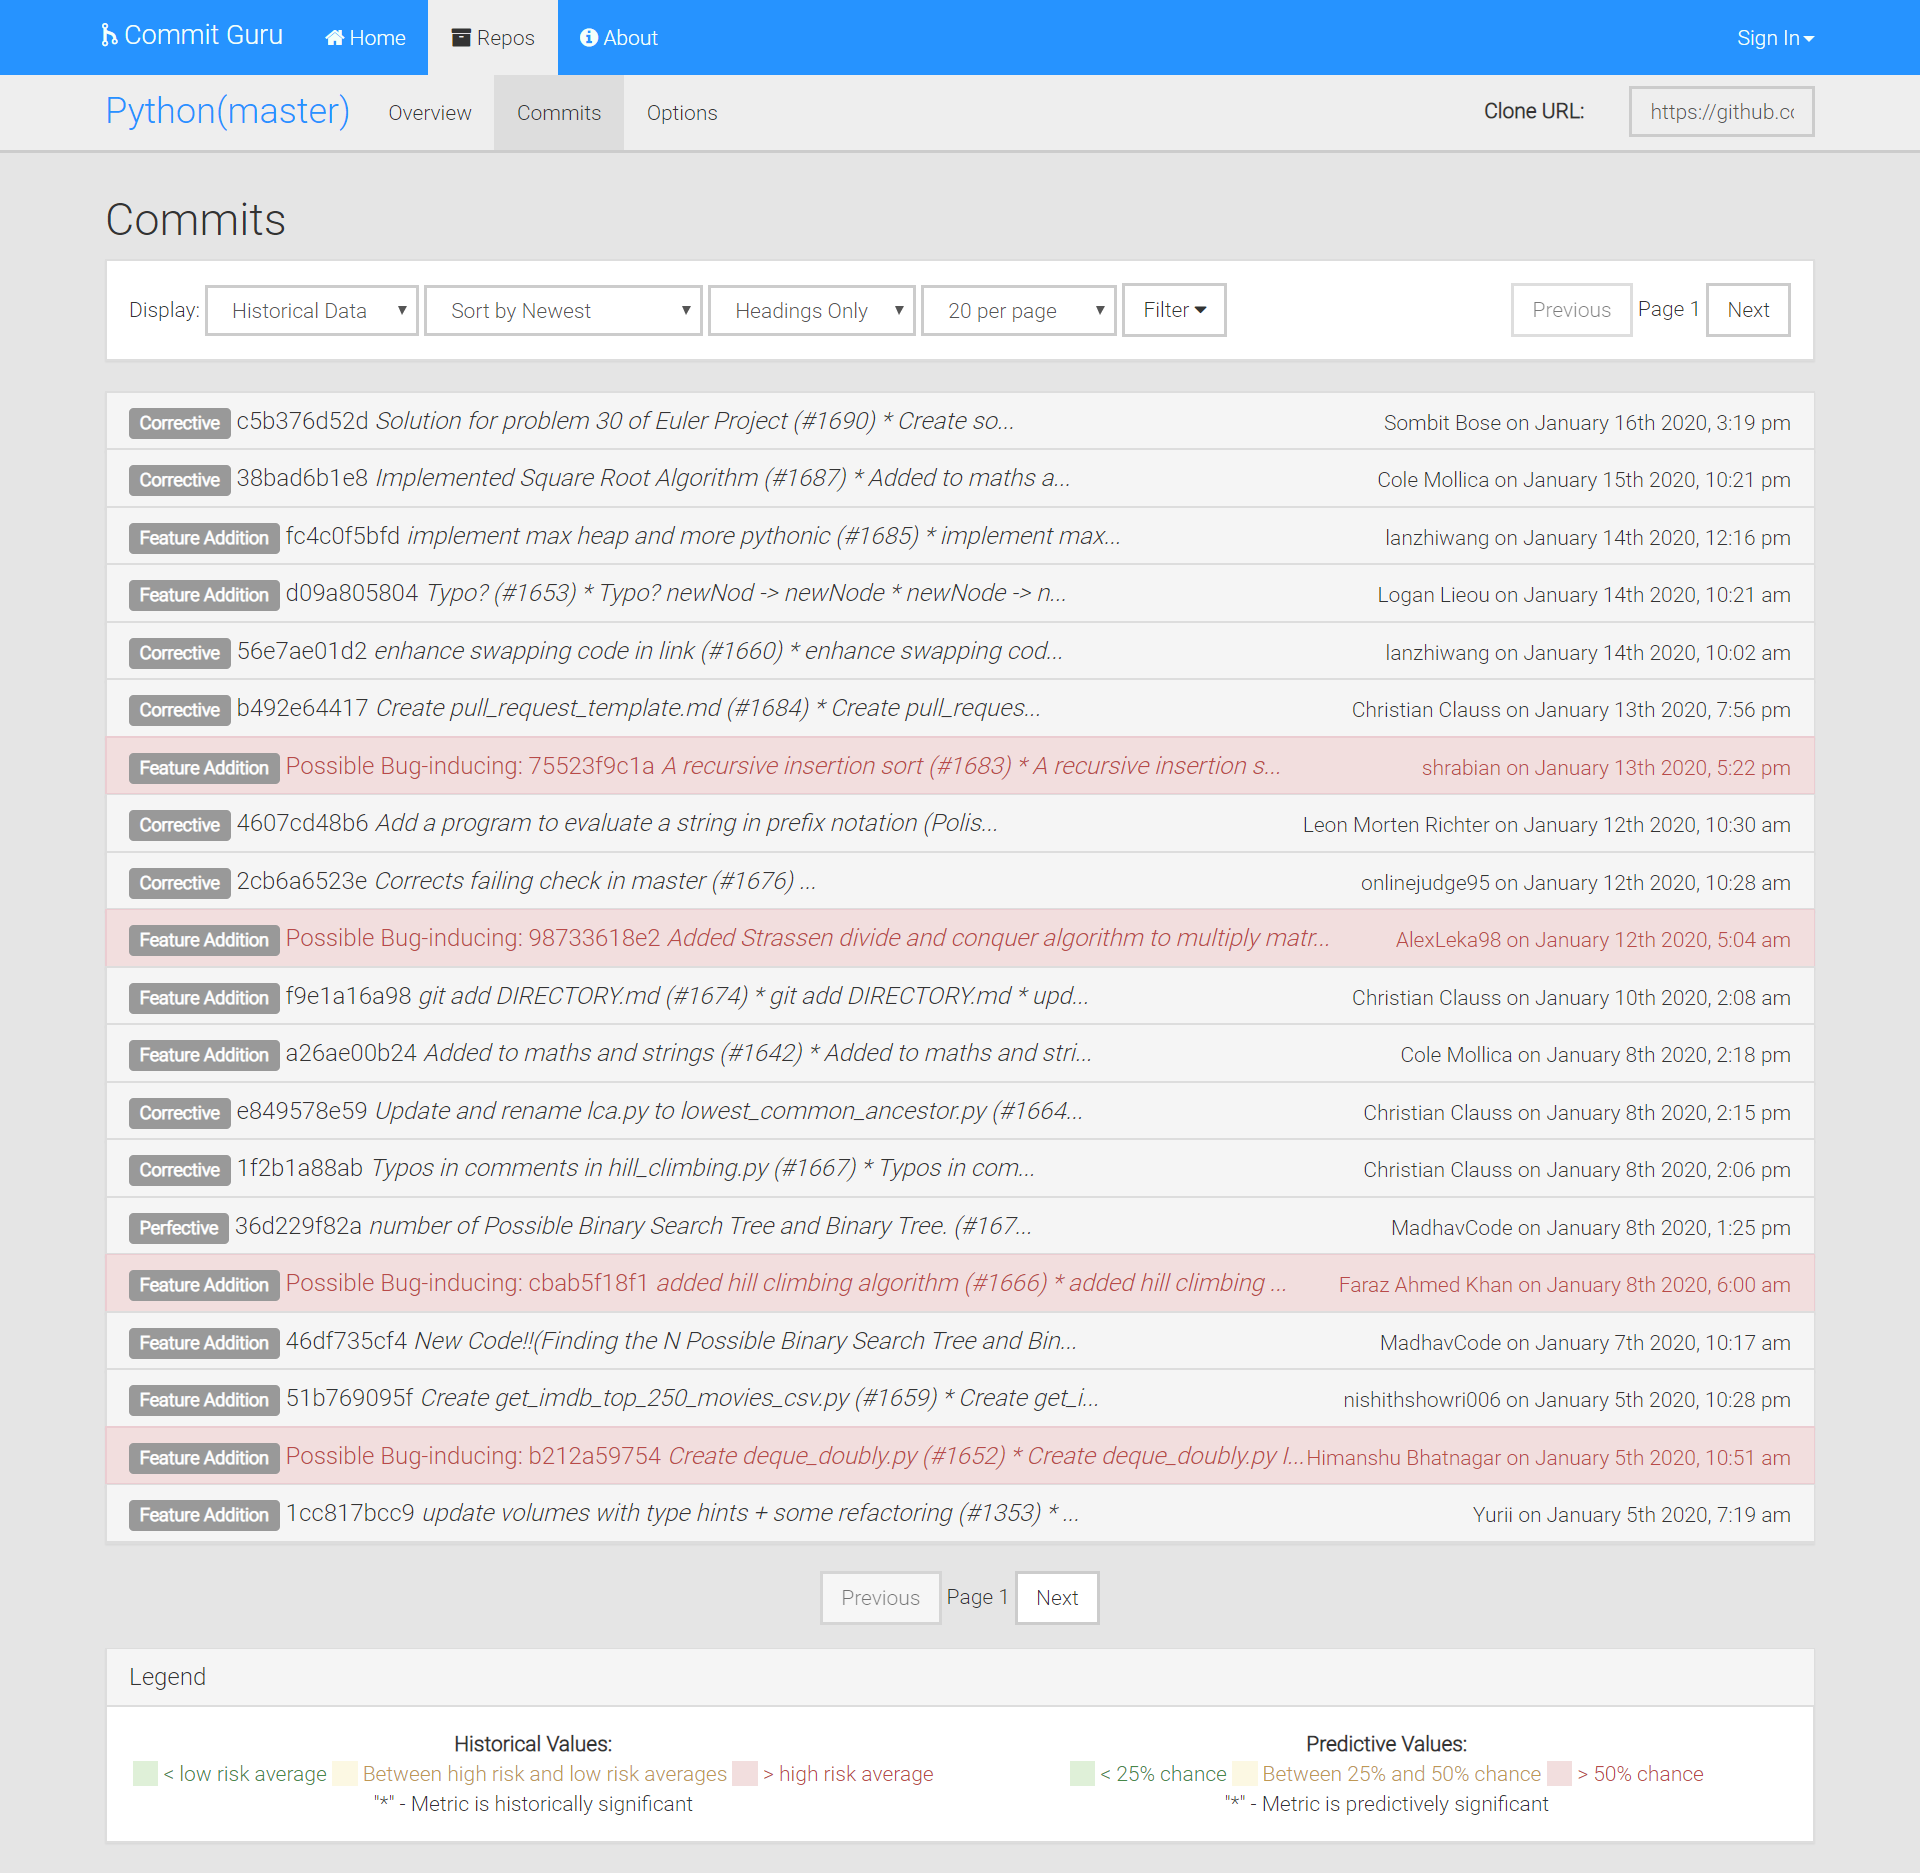 Commit Guru Home Repos About Sign In
Python(master) Overview Commits Options Clone URL: https://github.cc
Commits
Display: Historical Data Sort by Newest Headings Only 20 per page Filter Previous Page 1 Next
Corrective c5b376d52d Solution for problem 30 of Euler Project (#1690) * Create so... Sombit Bose on January 16th 2020, 3:19 pm
Corrective 38bad6b1e8 Implemented Square Root Algorithm (#1687) * Added to maths a... Cole Mollica on January 15th 2020, 10:21 pm
Feature Addition fc4c0f5bfd implement max heap and more pythonic (#1685) * implement max... lanzhiwang on January 14th 2020, 12:16 pm
Feature Addition d09a805804 Typo? (#1653) * Typo? newNod -> newNode * newNode -> n... Logan Lieou on January 14th 2020, 10:21 am
Corrective 56e7ae01d2 enhance swapping code in link (#1660) * enhance swapping cod... lanzhiwang on January 14th 2020, 10:02 am
Corrective b492e64417 Create pull_request_template.md (#1684) * Create pull_reques... Christian Clauss on January 13th 2020, 7:56 pm
Feature Addition Possible Bug-inducing: 75523f9c1a A recursive insertion sort (#1683) * A recursive insertion s... shrabian on January 13th 2020, 5:22 pm
Corrective 4607cd48b6 Add a program to evaluate a string in prefix notation (Polis... Leon Morten Richter on January 12th 2020, 10:30 am
Corrective 2cb6a6523e Corrects failing check in master (#1676) ... onlinejudge95 on January 12th 2020, 10:28 am
Feature Addition Possible Bug-inducing: 98733618e2 Added Strassen divide and conquer algorithm to multiply matr... AlexLeka98 on January 12th 2020, 5:04 am
Feature Addition f9e1a16a98 git add DIRECTORY.md (#1674) * git add DIRECTORY.md * upd... Christian Clauss on January 10th 2020, 2:08 am
Feature Addition a26ae00b24 Added to maths and strings (#1642) * Added to maths and stri... Cole Mollica on January 8th 2020, 2:18 pm
Corrective e849578e59 Update and rename lca.py to lowest_common_ancestor.py (#1664... Christian Clauss on January 8th 2020, 2:15 pm
Corrective 1f2b1a88ab Typos in comments in hill_climbing.py (#1667) * Typos in com... Christian Clauss on January 8th 2020, 2:06 pm
Perfective 36d229f82a number of Possible Binary Search Tree and Binary Tree. (#167... MadhavCode on January 8th 2020, 1:25 pm
Feature Addition Possible Bug-inducing: cbab5f18f1 added hill climbing algorithm (#1666) * added hill climbing ... Faraz Ahmed Khan on January 8th 2020, 6:00 am
Feature Addition 46df735cf4 New Code!!(Finding the N Possible Binary Search Tree and Bin... MadhavCode on January 7th 2020, 10:17 am
Feature Addition 51b769095f Create get_imdb_top_250_movies_csv.py (#1659) * Create get_i... nishithshowri006 on January 5th 2020, 10:28 pm
Feature Addition Possible Bug-inducing: b212a59754 Create deque_doubly.py (#1652) * Create deque_doubly.py I... Himanshu Bhatnagar on January 5th 2020, 10:51 am
Feature Addition 1cc817bcc9 update volumes with type hints + some refactoring (#1353) * ... Yurii on January 5th 2020, 7:19 am
Previous Page 1 Next
Legend
Historical Values: Predictive Values:
< low risk average Between high risk and low risk averages > high risk average < 25% chance Between 25% and 50% chance > 50% chance
"*" - Metric is historically significant "*" - Metric is predictively significant